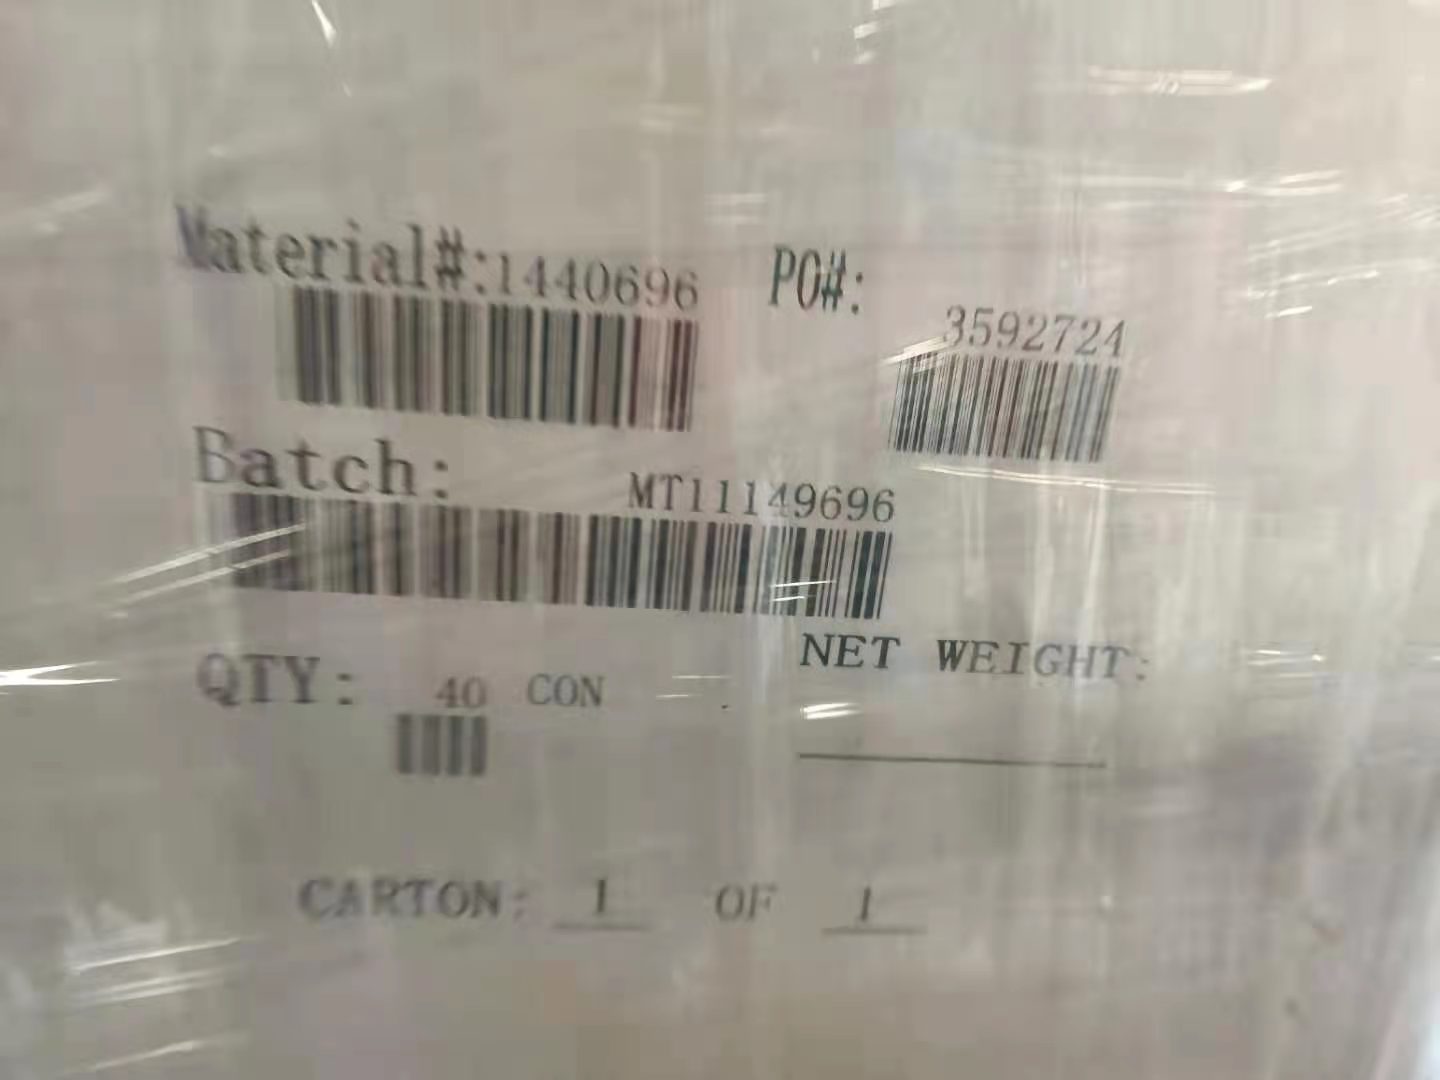 Material#:1440696 PO#:
3592724
Batch: MT11149696
NET WEIGHT:
QTY: 40 CON
CARTON: 1 OF 1